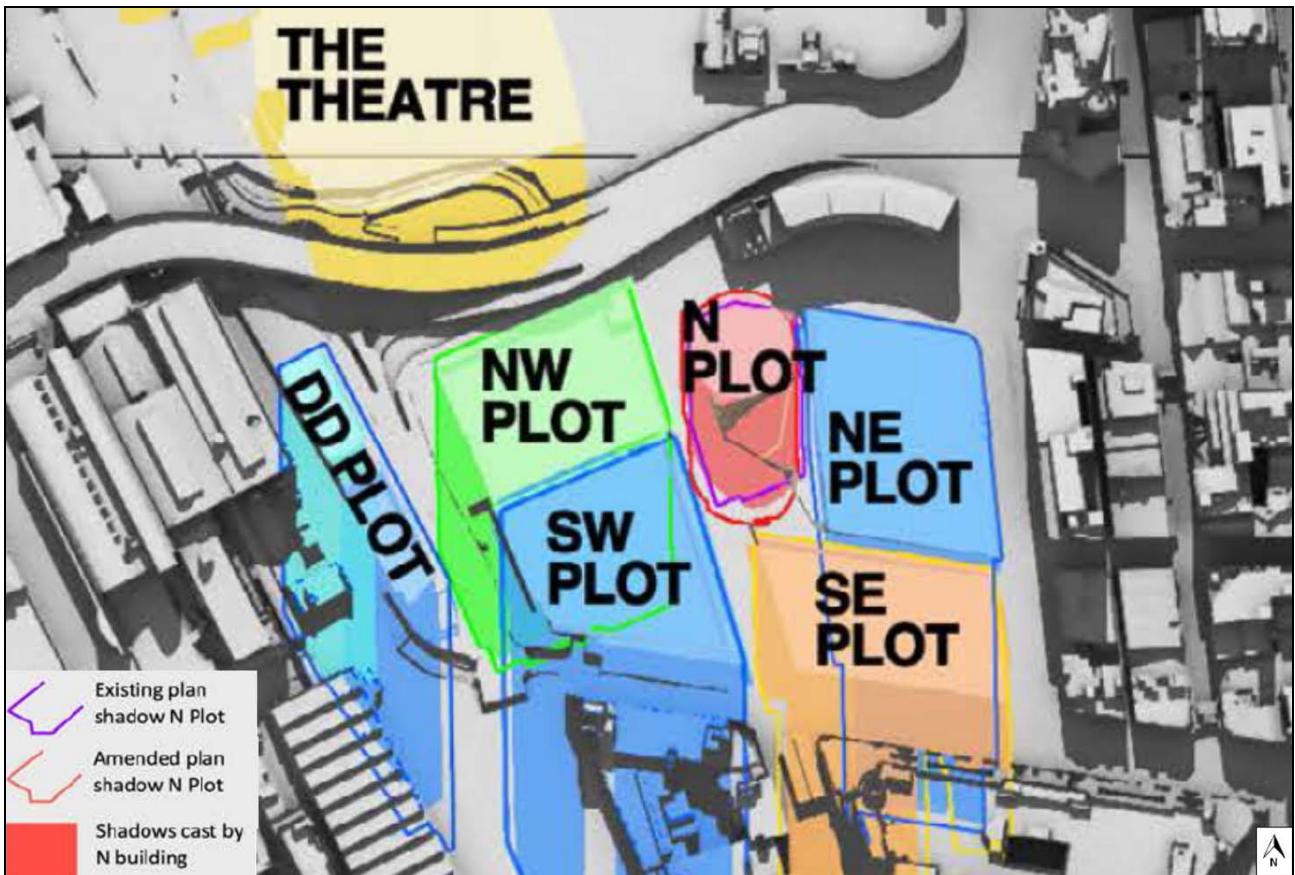 THE
THEATRE
N
PLOT
NW
PLOT
DD PLOT
NE
PLOT
SW
PLOT
SE
PLOT
Existing plan
shadow N Plot
Amended plan
shadow N Plot
Shadows cast by
N building
N